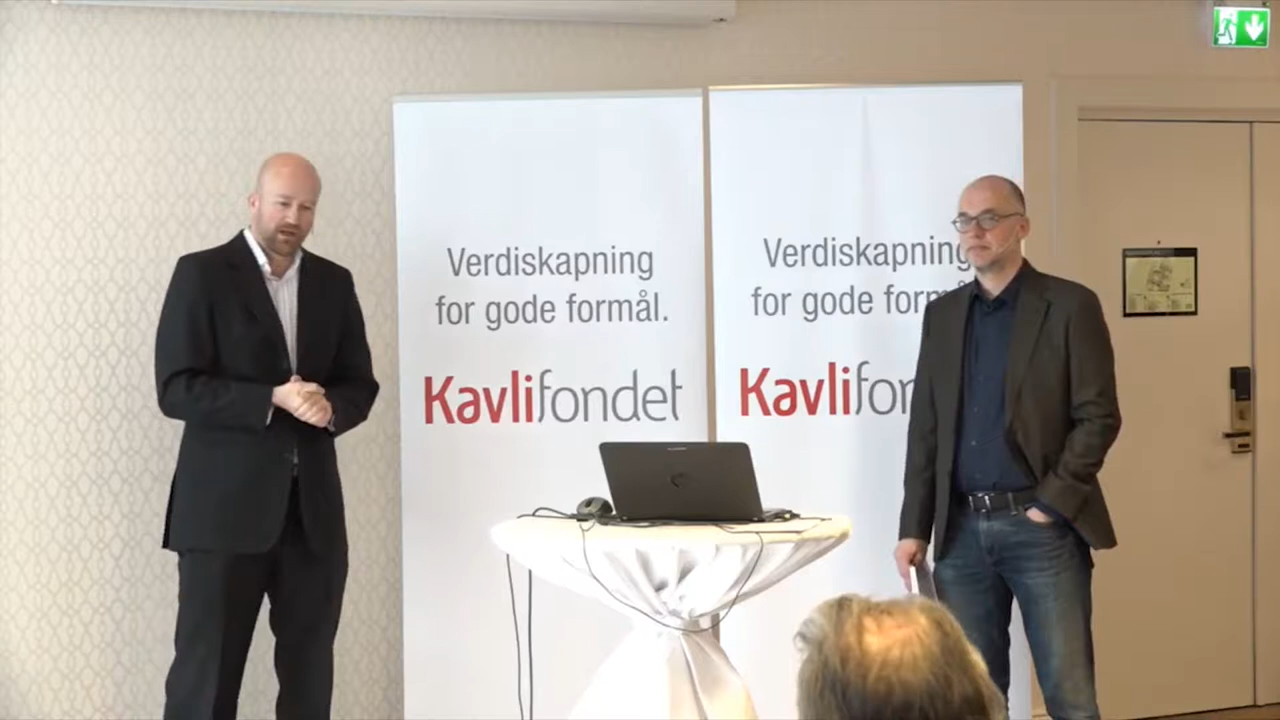 Verdiskapning
for gode formål.
Kavlifondet
Verdiskapning
for gode form
Kavlifon